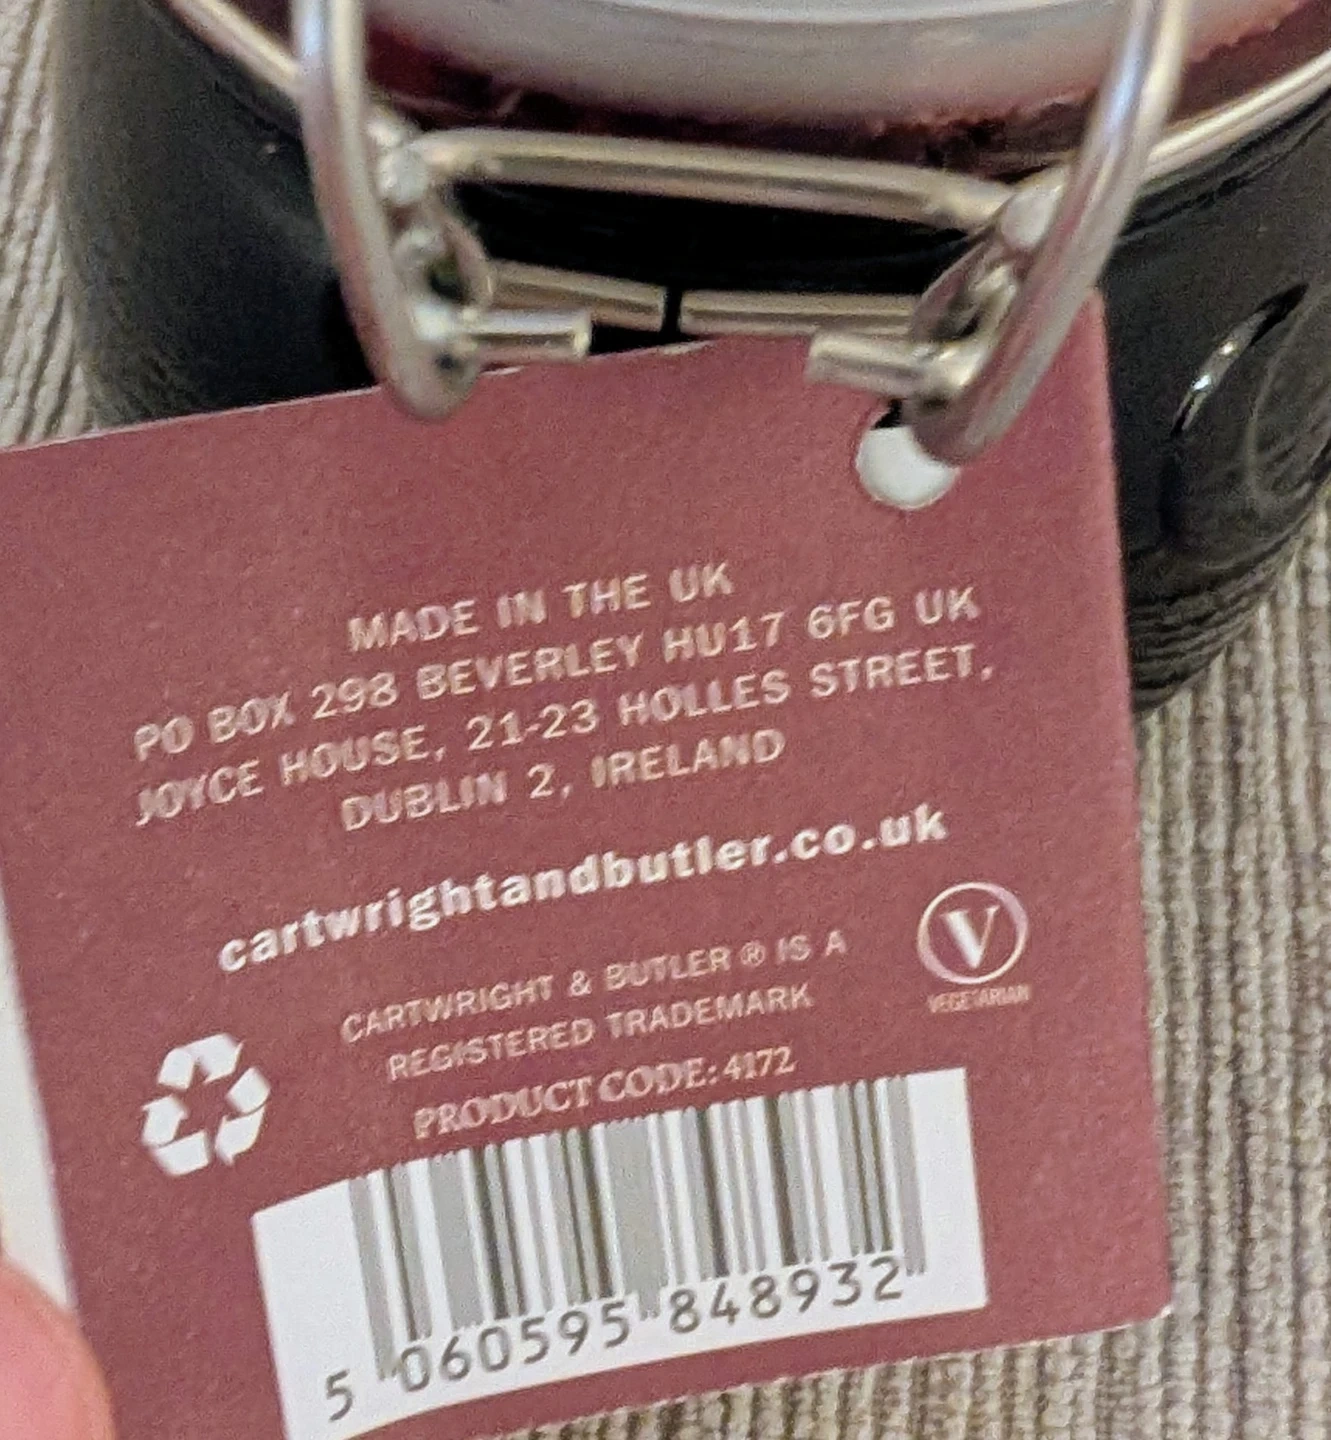 MADE IN THE UK
PO BOX 298 BEVERLEY HU17 6FG UK
JOYCE HOUSE, 21-23 HOLLES STREET,
DUBLIN 2, IRELAND
cartwrightandbutler.co.uk
CARTWRIGHT & BUTLER ® IS A
REGISTERED TRADEMARK
V
VEGETARIAN
PRODUCT CODE: 4172
5 060595 848932